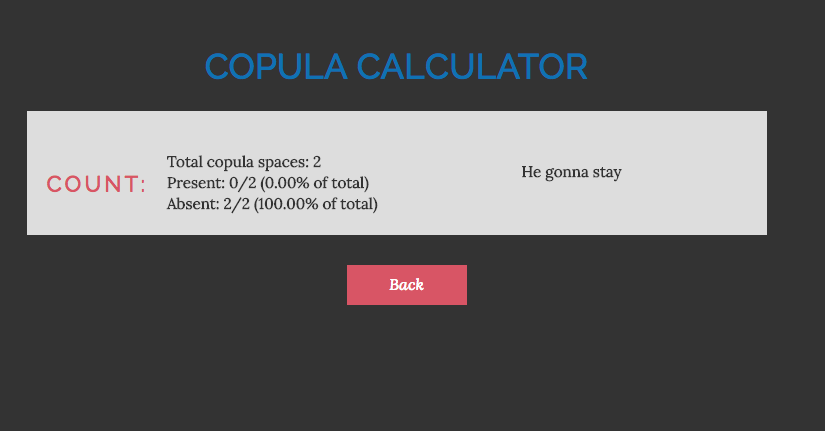 COPULA CALCULATOR
COUNT:
Total copula spaces: 2
Present: 0/2 (0.00% of total)
Absent: 2/2 (100.00% of total)
He gonna stay
Back